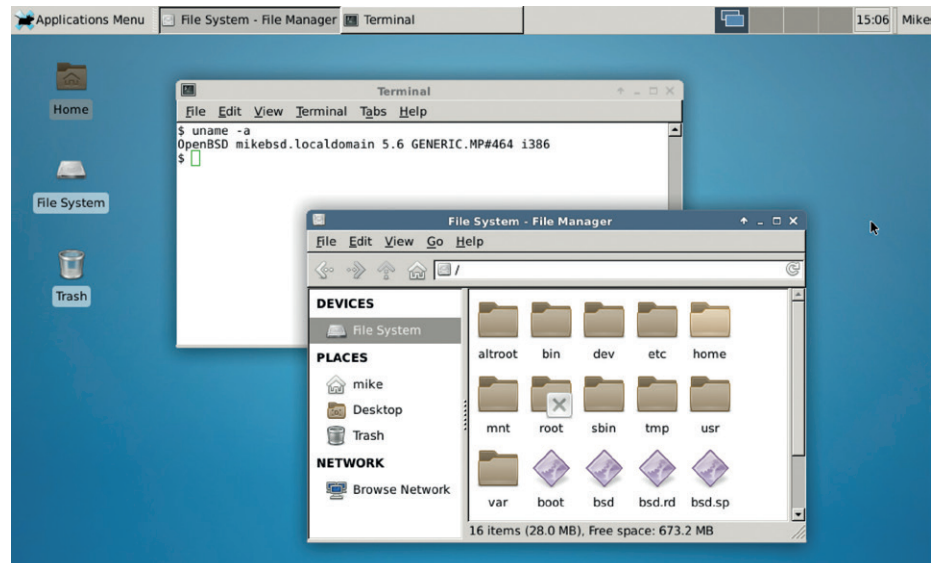 Applications Menu File System - File Manager Terminal 15:06 Mike
Home
File System
Trash
Terminal
File Edit View Terminal Tabs Help
$ uname -a
OpenBSD mikebsd.localdomain 5.6 GENERIC.MP#464 i386
$
File System - File Manager
File Edit View Go Help
/
DEVICES
File System
PLACES
mike
Desktop
Trash
NETWORK
Browse Network
altroot bin dev etc home
mnt root sbin tmp usr
var boot bsd bsd.rd bsd.sp
16 items (28.0 MB), Free space: 673.2 MB